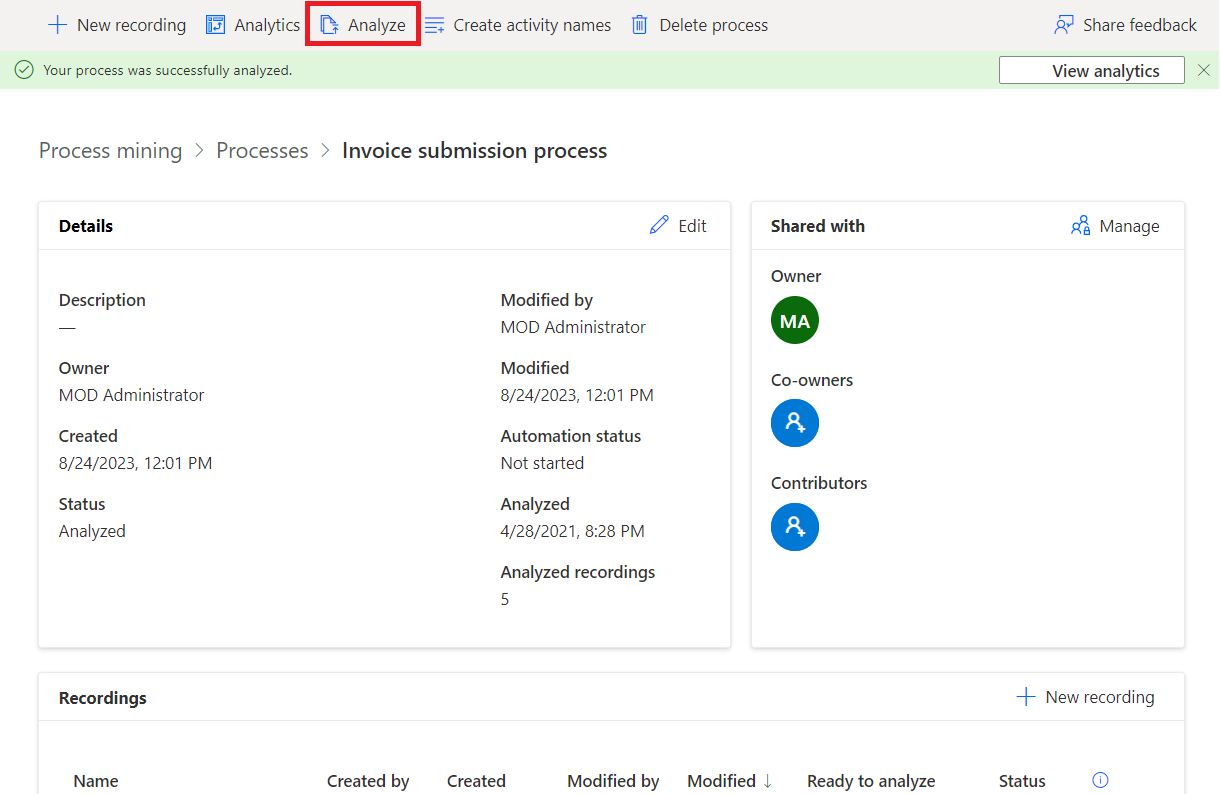 New recording Analytics Analyze Create activity names Delete process Share feedback
Your process was successfully analyzed. View analytics
Process mining > Processes > Invoice submission process
Details Edit
Description
—
Owner
MOD Administrator
Created
8/24/2023, 12:01 PM
Status
Analyzed
Modified by
MOD Administrator
Modified
8/24/2023, 12:01 PM
Automation status
Not started
Analyzed
4/28/2021, 8:28 PM
Analyzed recordings
5
Shared with Manage
Owner
MA
Co-owners
Contributors
Recordings New recording
Name Created by Created Modified by Modified ↓ Ready to analyze Status